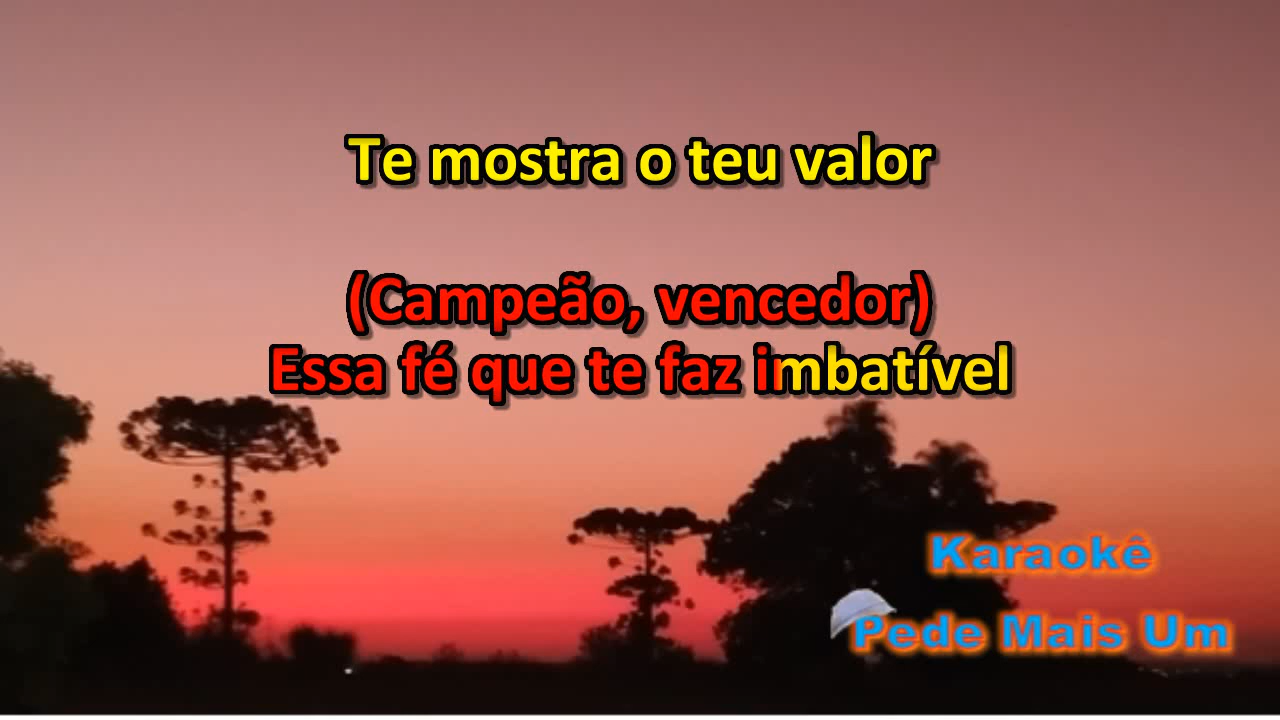 Te mostra o teu valor
(Campeão, vencedor)
Essa fé que te faz imbatível
Karaokê
Pede Mais Um